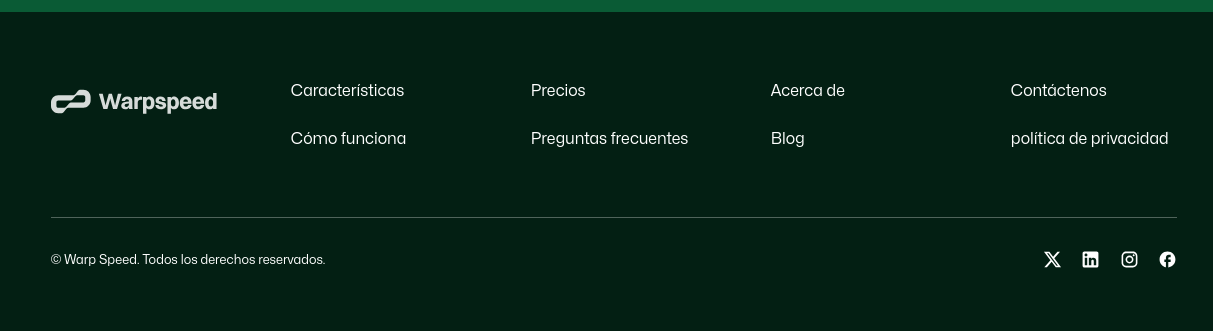 Warpspeed
Características
Precios
Acerca de
Contáctenos
Cómo funciona
Preguntas frecuentes
Blog
política de privacidad
© Warp Speed. Todos los derechos reservados.